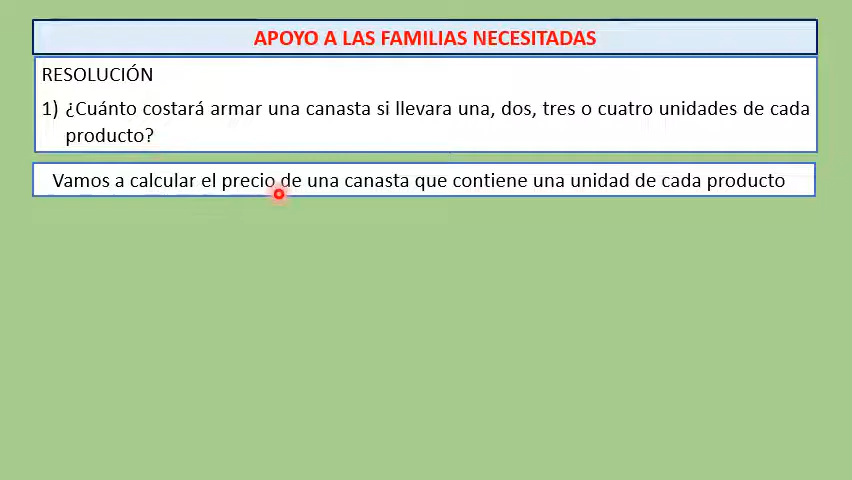 APOYO A LAS FAMILIAS NECESITADAS
RESOLUCIÓN
1) ¿Cuánto costará armar una canasta si llevara una, dos, tres o cuatro unidades de cada
producto?
Vamos a calcular el precio de una canasta que contiene una unidad de cada producto